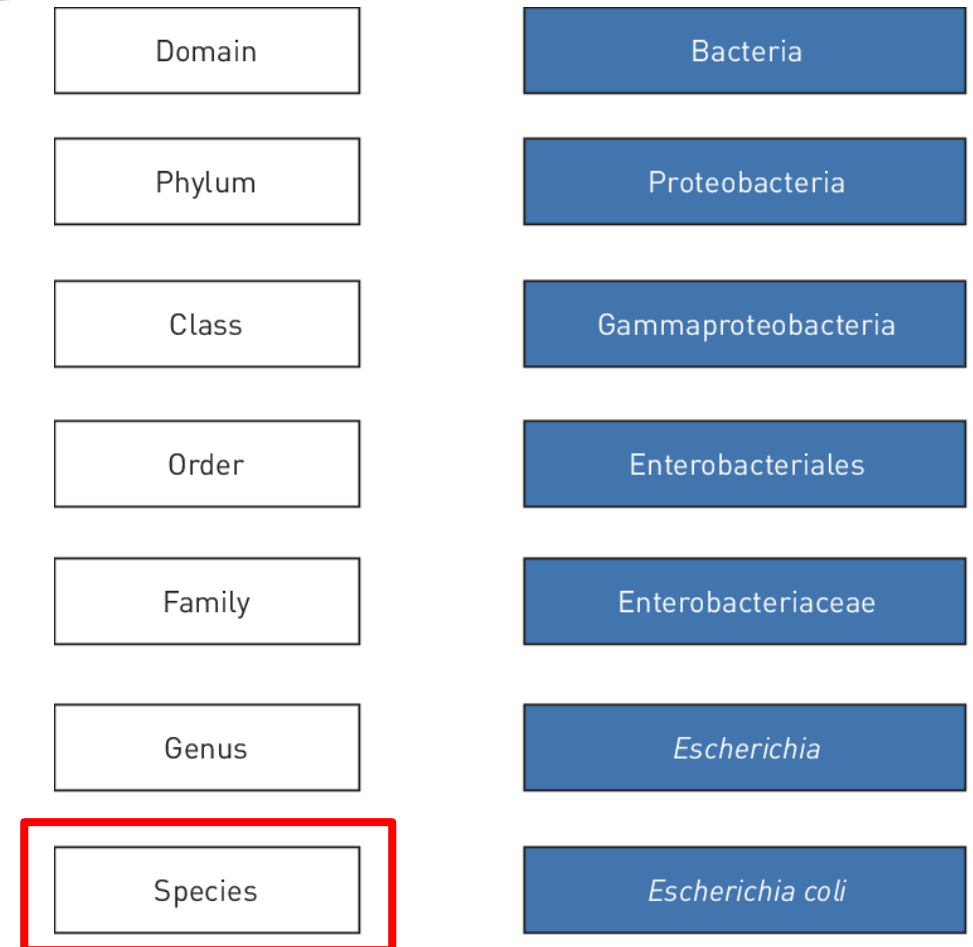 Domain
Bacteria
Phylum
Proteobacteria
Class
Gammaproteobacteria
Order
Enterobacteriales
Family
Enterobacteriaceae
Genus
Escherichia
Species
Escherichia coli